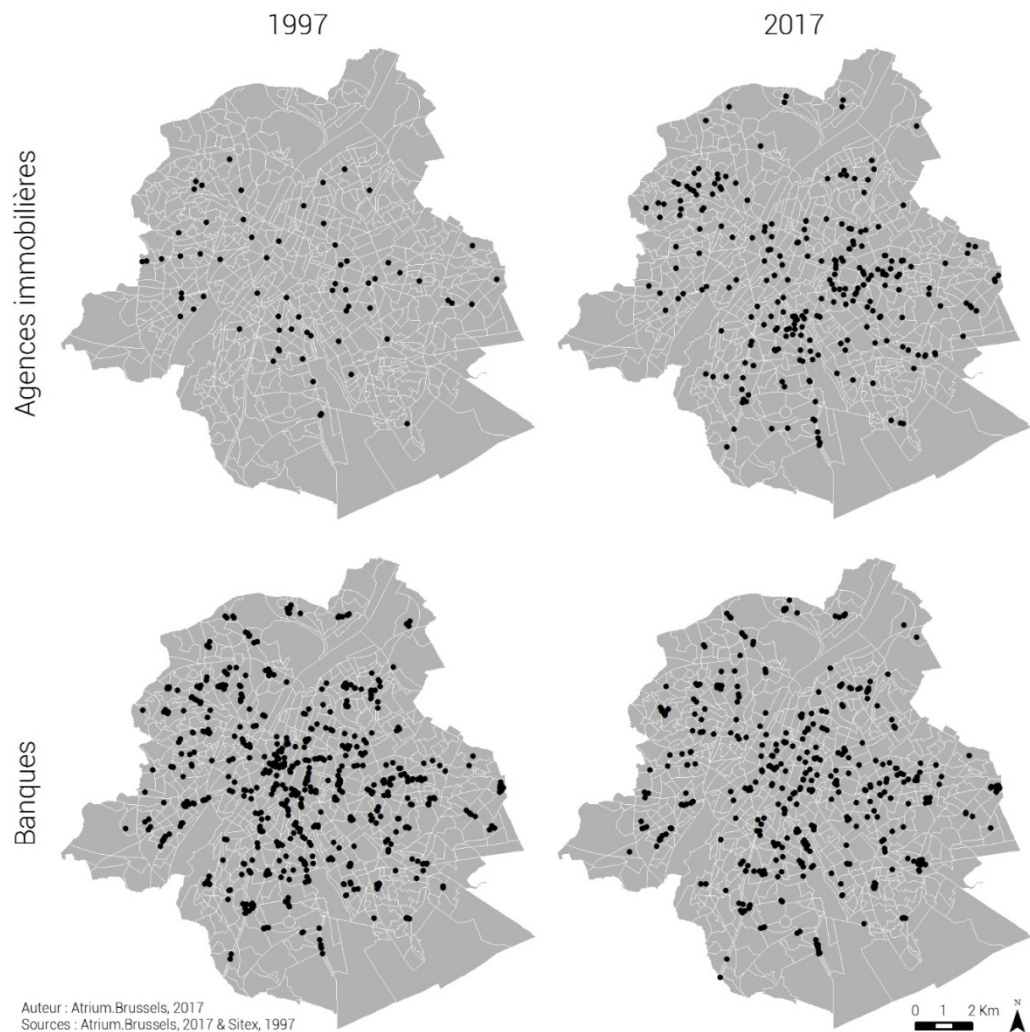 1997
2017
Agences immobilières
Banques
Auteur : Atrium.Brussels, 2017
Sources : Atrium.Brussels, 2017 & Sitex, 1997
0 1 2 Km
N